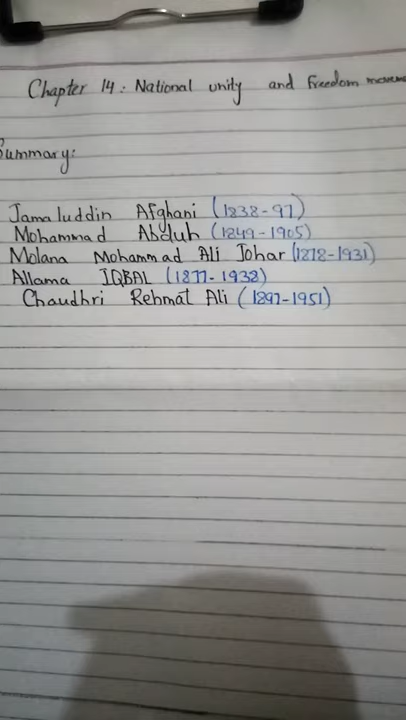 Chapter 14: National unity and Freedom movem
Summary:
Jamaluddin Afghani (1838-97)
Mohammad Abduh (1849-1905)
Molana Mohammad Ali Johar (1878-1931)
Allama IQBAL (1877-1938)
Chaudhri Rehmat Ali (1897-1951)